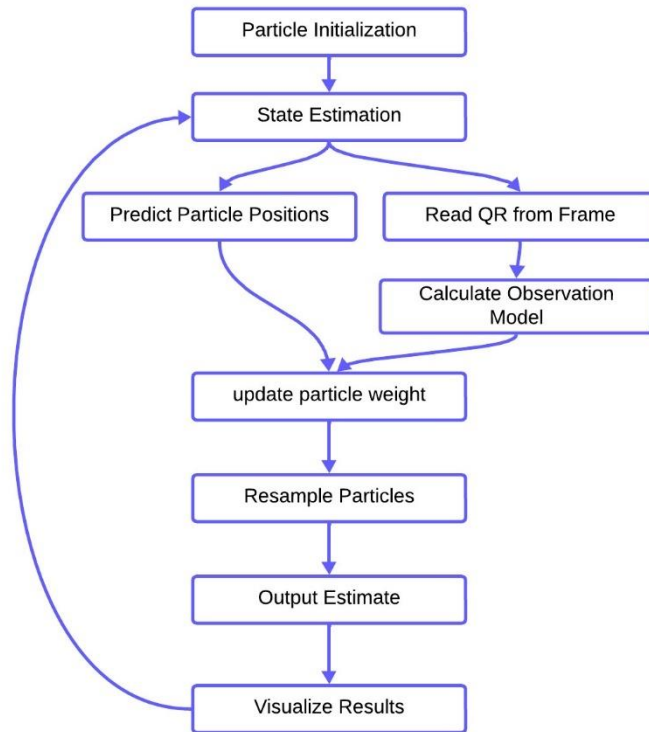 Particle Initialization
State Estimation
Predict Particle Positions
Read QR from Frame
Calculate Observation
Model
update particle weight
Resample Particles
Output Estimate
Visualize Results